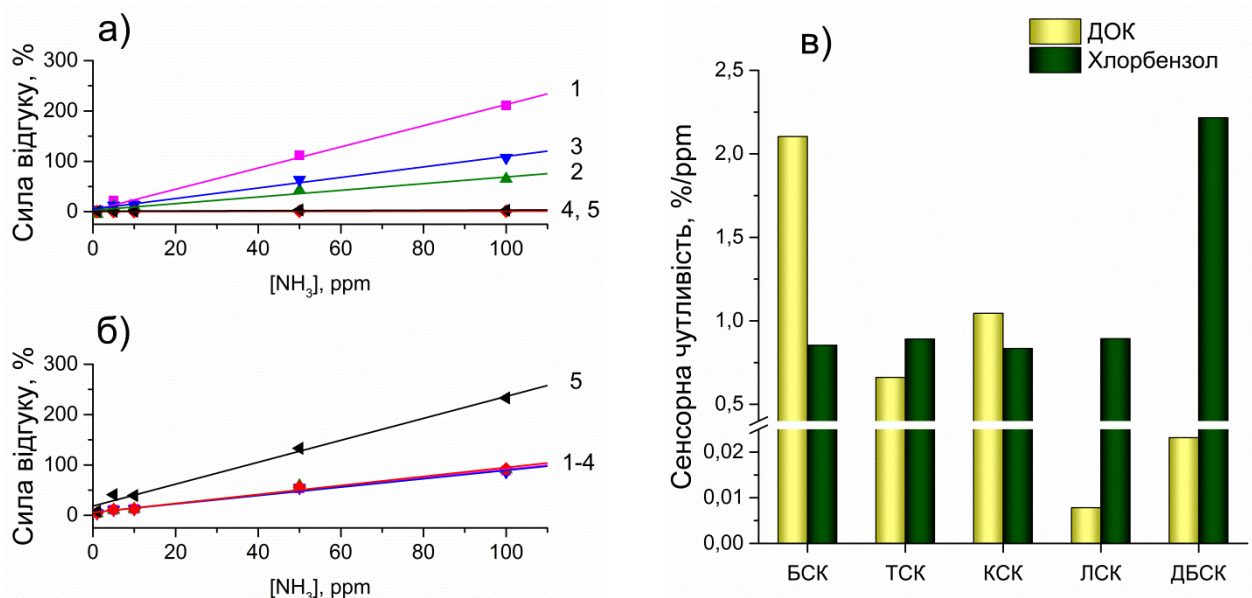 а)
Сила відгуку, %
300
200
100
0
1
3
2
4, 5
0 20 40 60 80 100
[NH₃], ppm
б)
Сила відгуку, %
300
200
100
0
5
1-4
0 20 40 60 80 100
[NH₃], ppm
в)
ДОК
Хлорбензол
Сенсорна чутливість, %/ppm
2,5
2,0
1,5
1,0
0,5
0,02
0,01
0,00
БСК ТСК КСК ЛСК ДБСК